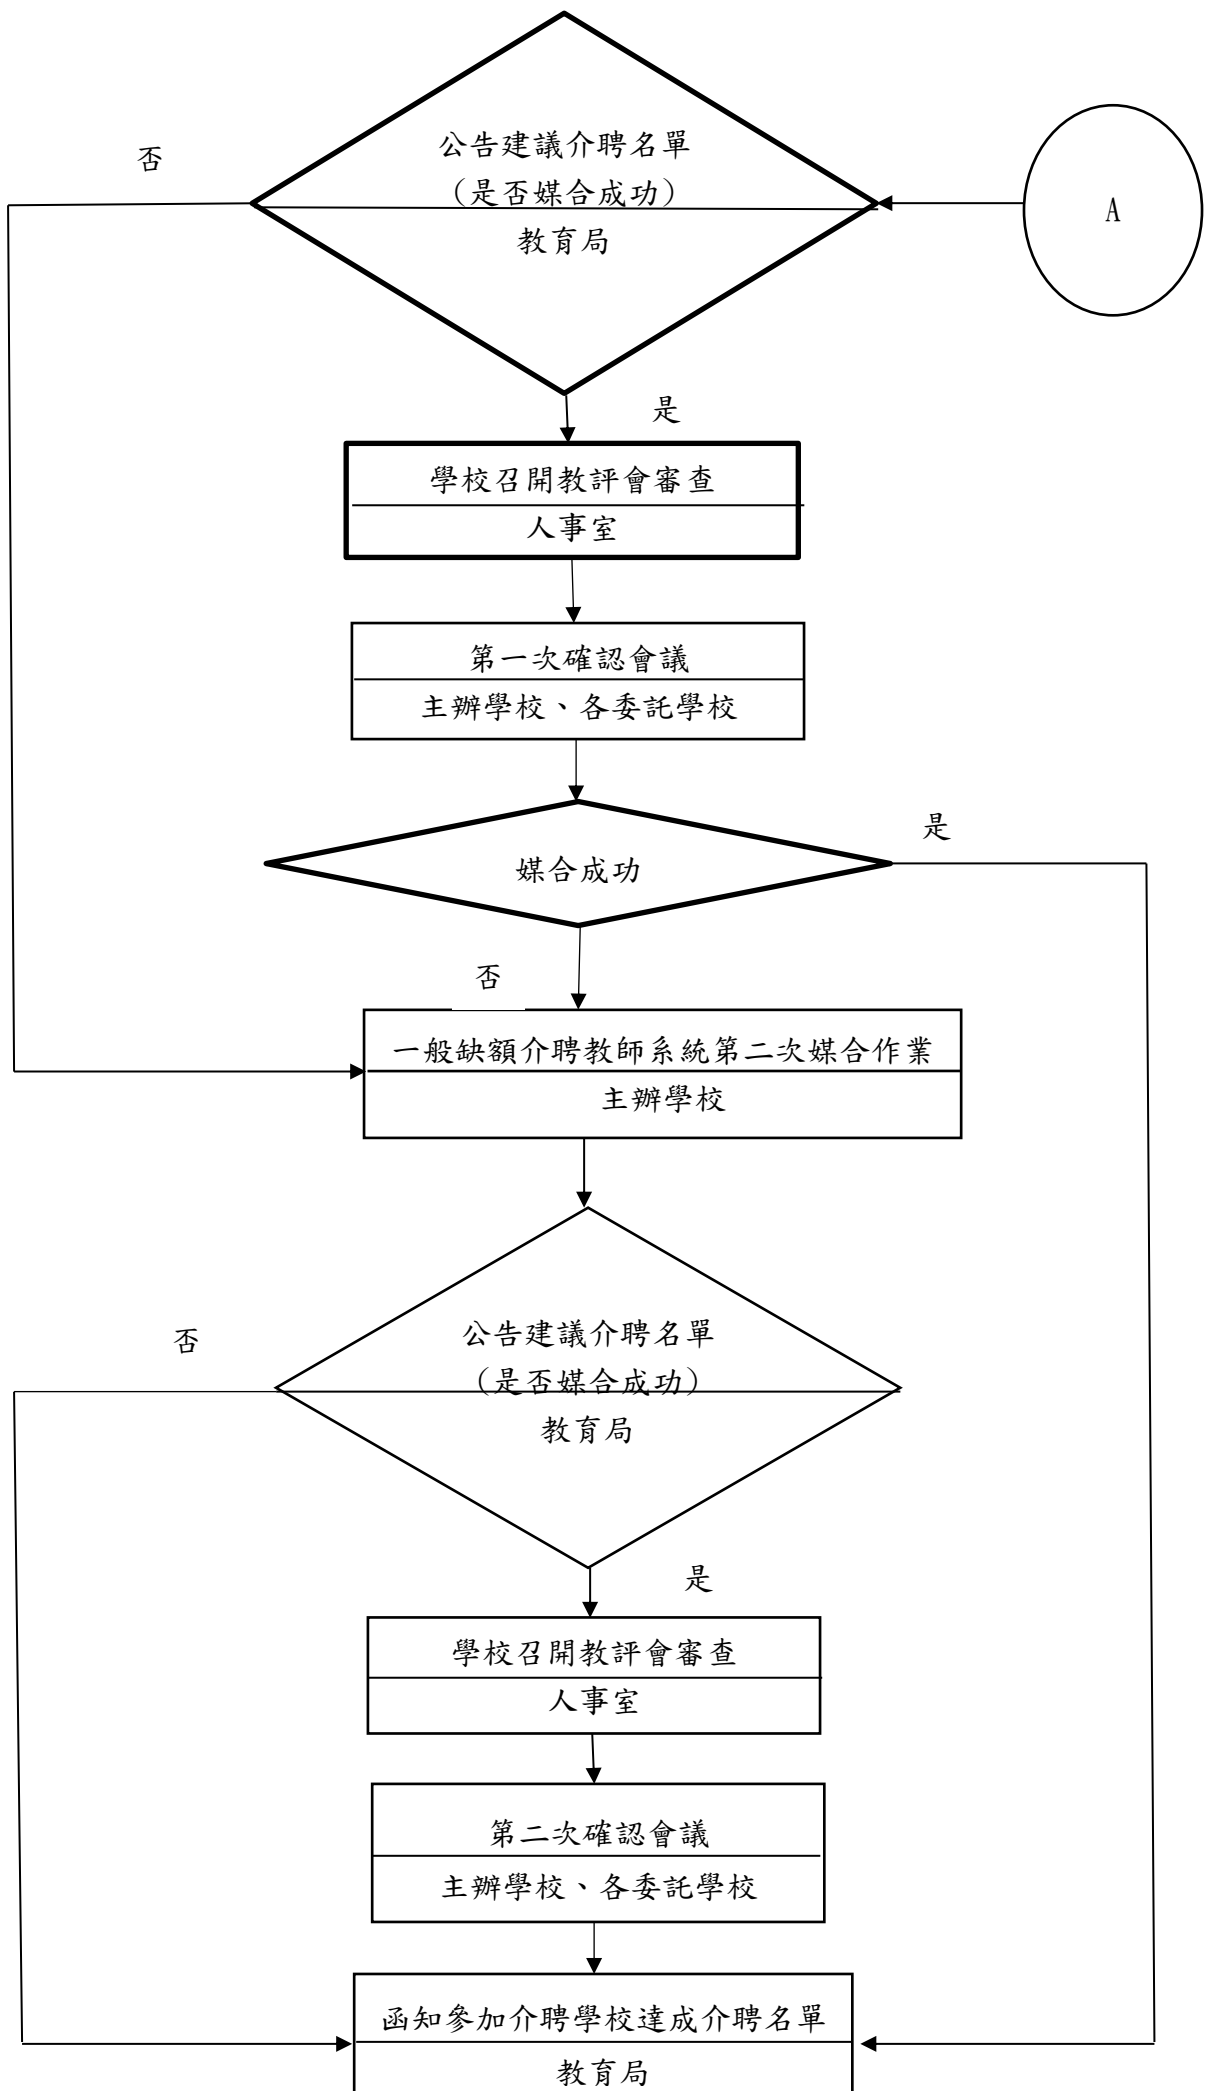 否
公告建議介聘名單
（是否媒合成功）
教育局
A
是
學校召開教評會審查
人事室
第一次確認會議
主辦學校、各委託學校
是
媒合成功
否
一般缺額介聘教師系統第二次媒合作業
主辦學校
否
公告建議介聘名單
（是否媒合成功）
教育局
是
學校召開教評會審查
人事室
第二次確認會議
主辦學校、各委託學校
函知參加介聘學校達成介聘名單
教育局